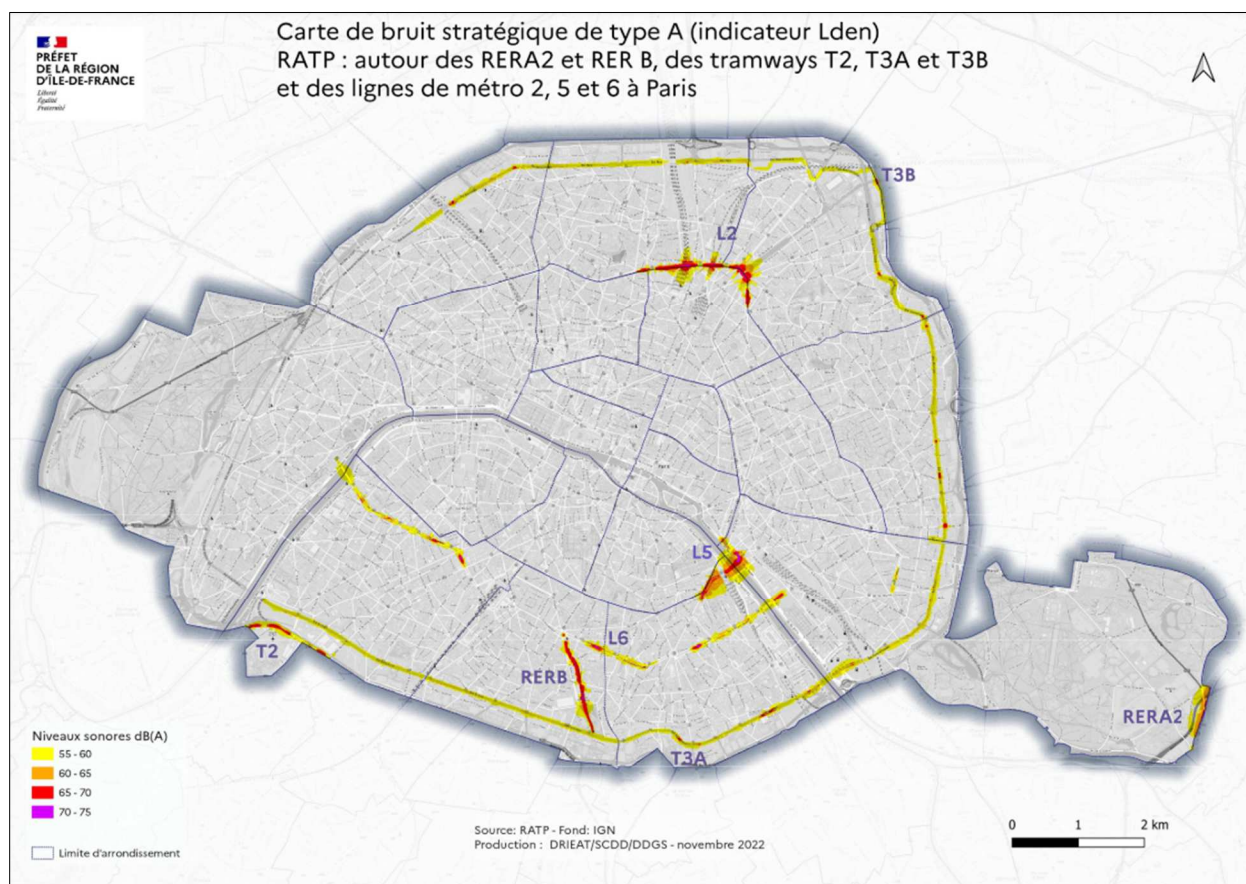 PRÉFET
DE LA RÉGION
D'ÎLE-DE-FRANCE
Liberté
Égalité
Fraternité
Carte de bruit stratégique de type A (indicateur Lden)
RATP : autour des RERA2 et RER B, des tramways T2, T3A et T3B
et des lignes de métro 2, 5 et 6 à Paris
T3B
L2
L5
L6
T2
RERB
RERA2
T3A
Niveaux sonores dB(A)
55 - 60
60 - 65
65 - 70
70 - 75
Limite d'arrondissement
Source: RATP - Fond: IGN
Production : DRIEAT/SCDD/DDGS - novembre 2022
0 1 2 km